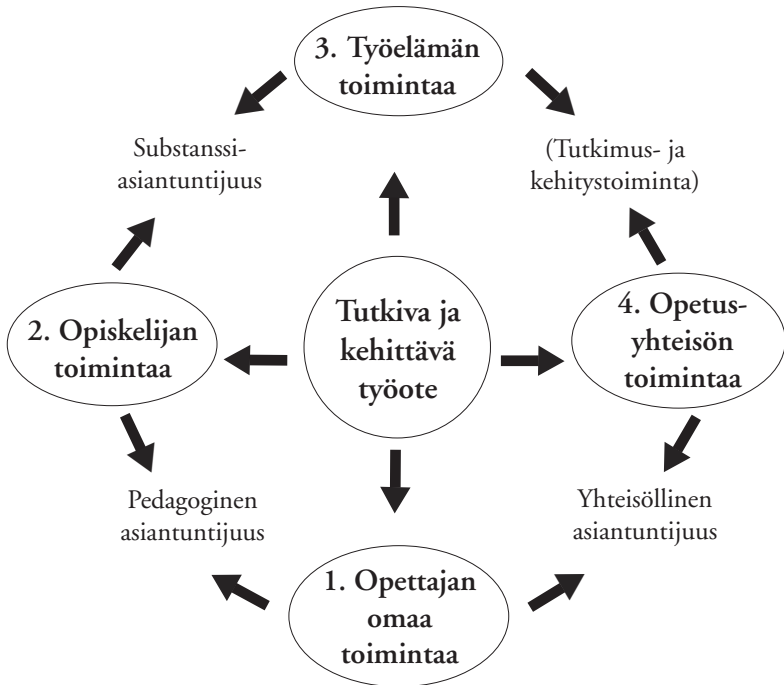 3. Työelämän
toimintaa
Substanssi-
asiantuntijuus
(Tutkimus- ja
kehitystoiminta)
2. Opiskelijan
toimintaa
Tutkiva ja
kehittävä
työote
4. Opetus-
yhteisön
toimintaa
Pedagoginen
asiantuntijuus
Yhteisöllinen
asiantuntijuus
1. Opettajan
omaa
toimintaa